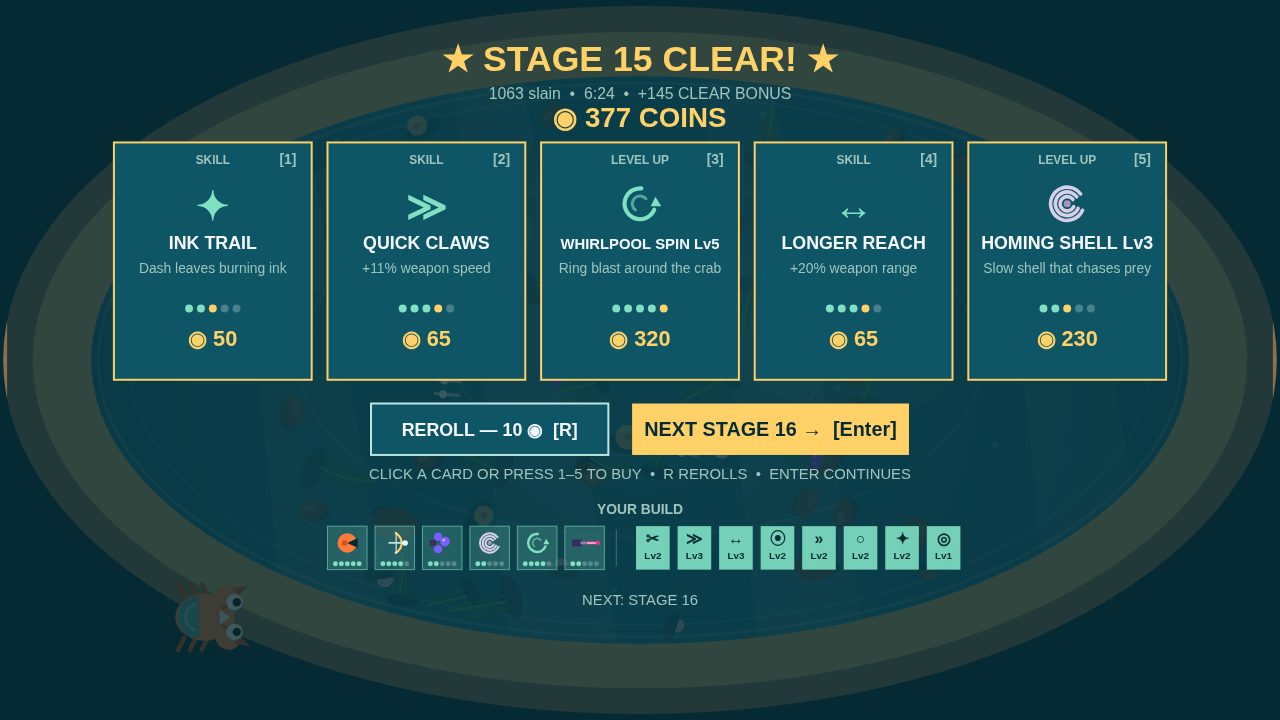 ★ STAGE 15 CLEAR! ★
1063 slain • 6:24 • +145 CLEAR BONUS
◉ 377 COINS
SKILL [1]
✦
INK TRAIL
Dash leaves burning ink
◉ 50
SKILL [2]
≫
QUICK CLAWS
+11% weapon speed
◉ 65
LEVEL UP [3]
WHIRLPOOL SPIN Lv5
Ring blast around the crab
◉ 320
SKILL [4]
↔
LONGER REACH
+20% weapon range
◉ 65
LEVEL UP [5]
HOMING SHELL Lv3
Slow shell that chases prey
◉ 230
REROLL — 10 ◉ [R]
NEXT STAGE 16 → [Enter]
CLICK A CARD OR PRESS 1–5 TO BUY • R REROLLS • ENTER CONTINUES
YOUR BUILD
✂ ≫ ↔ ⦿ » ○ ✦ ◎
Lv2 Lv3 Lv3 Lv2 Lv2 Lv2 Lv2 Lv1
NEXT: STAGE 16